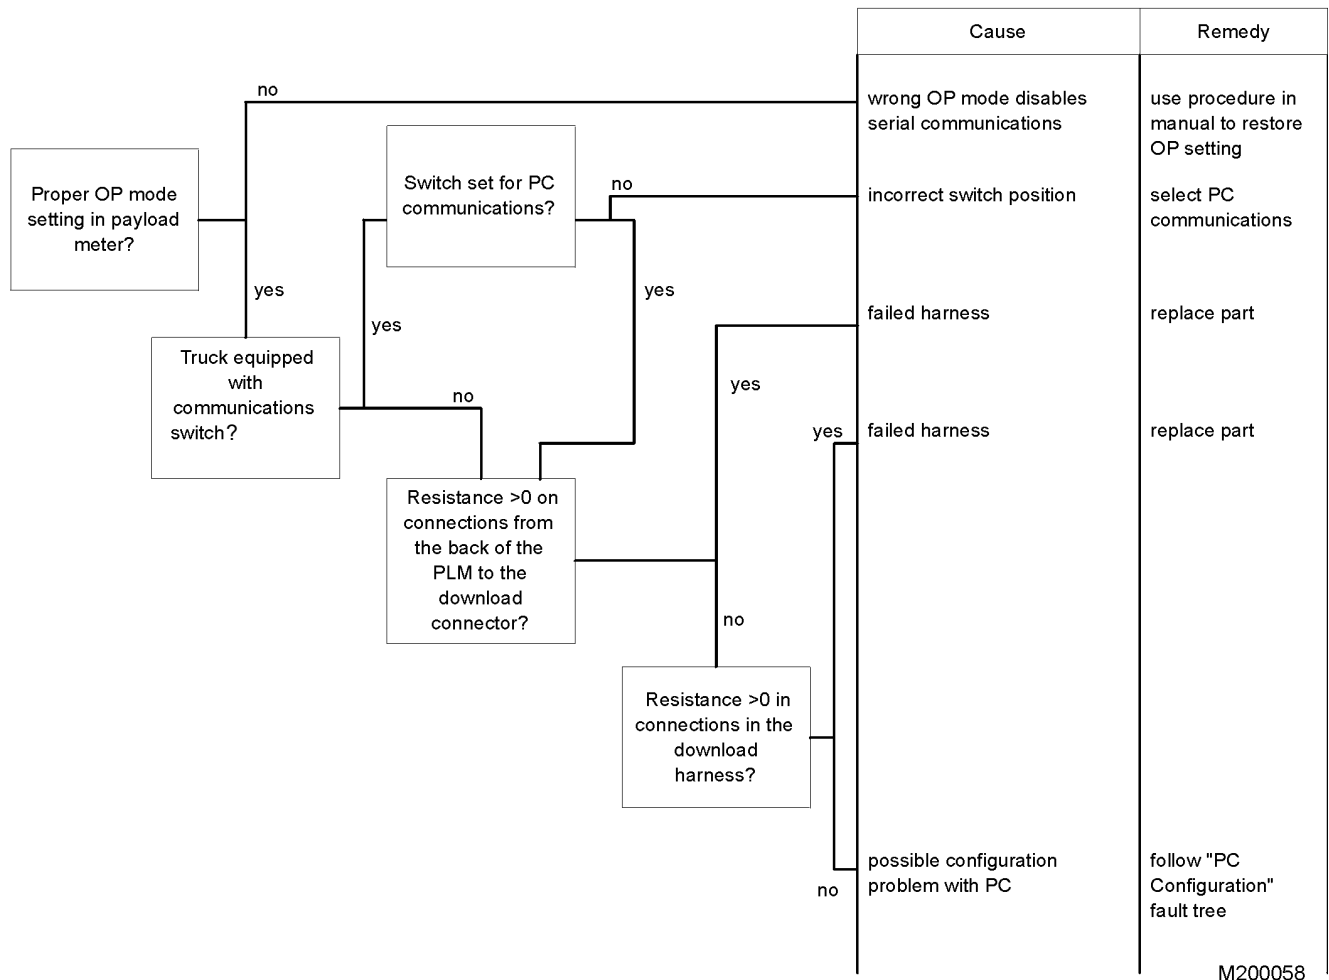 Cause
Remedy
no
wrong OP mode disables
serial communications
use procedure in
manual to restore
OP setting
Proper OP mode
setting in payload
meter?
Switch set for PC
communications?
no
incorrect switch position
select PC
communications
yes
yes
yes
failed harness
replace part
Truck equipped
with
communications
switch?
no
yes
yes
failed harness
replace part
Resistance >0 on
connections from
the back of the
PLM to the
download
connector?
no
Resistance >0 in
connections in the
download
harness?
no
possible configuration
problem with PC
follow "PC
Configuration"
fault tree
M200058